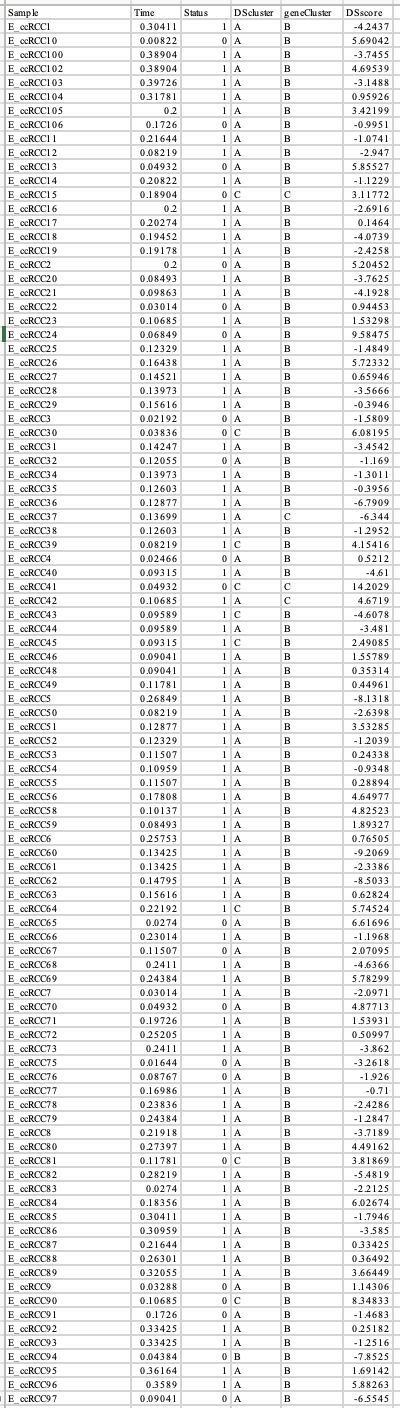 Sample Time Status DScluster geneCluster DSscore
E_ccRCC1 0.30411 1 A B -4.2437
E_ccRCC10 0.00822 0 A B 5.69042
E_ccRCC100 0.38904 1 A B -3.7455
E_ccRCC102 0.38904 1 A B 4.69539
E_ccRCC103 0.39726 1 A B -3.1488
E_ccRCC104 0.31781 1 A B 0.95926
E_ccRCC105 0.2 1 A B 3.42199
E_ccRCC106 0.1726 0 A B -0.9951
E_ccRCC11 0.21644 1 A B -1.0741
E_ccRCC12 0.08219 1 A B -2.947
E_ccRCC13 0.04932 0 A B 5.85527
E_ccRCC14 0.20822 1 A B -1.1229
E_ccRCC15 0.18904 0 C C 3.11772
E_ccRCC16 0.2 1 A B -2.6916
E_ccRCC17 0.20274 1 A B 0.1464
E_ccRCC18 0.19452 1 A B -4.0739
E_ccRCC19 0.19178 1 A B -2.4258
E_ccRCC2 0.2 0 A B 5.20452
E_ccRCC20 0.08493 1 A B -3.7625
E_ccRCC21 0.09863 1 A B -4.1928
E_ccRCC22 0.03014 0 A B 0.94453
E_ccRCC23 0.10685 1 A B 1.53298
E_ccRCC24 0.06849 0 A B 9.58475
E_ccRCC25 0.12329 1 A B -1.4849
E_ccRCC26 0.16438 1 A B 5.72332
E_ccRCC27 0.14521 1 A B 0.65946
E_ccRCC28 0.13973 1 A B -3.5666
E_ccRCC29 0.15616 1 A B -0.3946
E_ccRCC3 0.02192 0 A B -1.5809
E_ccRCC30 0.03836 0 C B 6.08195
E_ccRCC31 0.14247 1 A B -3.4542
E_ccRCC32 0.12055 0 A B -1.169
E_ccRCC34 0.13973 1 A B -1.3011
E_ccRCC35 0.12603 1 A B -0.3956
E_ccRCC36 0.12877 1 A B -6.7909
E_ccRCC37 0.13699 1 A C -6.344
E_ccRCC38 0.12603 1 A B -1.2952
E_ccRCC39 0.08219 1 C B 4.15416
E_ccRCC4 0.02466 0 A B 0.5212
E_ccRCC40 0.09315 1 A B -4.61
E_ccRCC41 0.04932 0 C C 14.2029
E_ccRCC42 0.10685 1 A C 4.6719
E_ccRCC43 0.09589 1 C B -4.6078
E_ccRCC44 0.09589 1 A B -3.481
E_ccRCC45 0.09315 1 C B 2.49085
E_ccRCC46 0.09041 1 A B 1.55789
E_ccRCC48 0.09041 1 A B 0.35314
E_ccRCC49 0.11781 1 A B 0.44961
E_ccRCC5 0.26849 1 A B -8.1318
E_ccRCC50 0.08219 1 A B -2.6398
E_ccRCC51 0.12877 1 A B 3.53285
E_ccRCC52 0.12329 1 A B -1.2039
E_ccRCC53 0.11507 1 A B 0.24338
E_ccRCC54 0.10959 1 A B -0.9348
E_ccRCC55 0.11507 1 A B 0.28894
E_ccRCC56 0.17808 1 A B 4.64977
E_ccRCC58 0.10137 1 A B 4.82523
E_ccRCC59 0.08493 1 A B 1.89327
E_ccRCC6 0.25753 1 A B 0.76505
E_ccRCC60 0.13425 1 A B -9.2069
E_ccRCC61 0.13425 1 A B -2.3386
E_ccRCC62 0.14795 1 A B -8.5033
E_ccRCC63 0.15616 1 A B 0.62824
E_ccRCC64 0.22192 1 C B 5.74524
E_ccRCC65 0.0274 0 A B 6.61696
E_ccRCC66 0.23014 1 A B -1.1968
E_ccRCC67 0.11507 0 A B 2.07095
E_ccRCC68 0.2411 1 A B -4.6366
E_ccRCC69 0.24384 1 A B 5.78299
E_ccRCC7 0.03014 1 A B -2.0971
E_ccRCC70 0.04932 0 A B 4.87713
E_ccRCC71 0.19726 1 A B 1.53931
E_ccRCC72 0.25205 1 A B 0.50997
E_ccRCC73 0.2411 1 A B -3.862
E_ccRCC75 0.01644 0 A B -3.2618
E_ccRCC76 0.08767 0 A B -1.926
E_ccRCC77 0.16986 1 A B -0.71
E_ccRCC78 0.23836 1 A B -2.4286
E_ccRCC79 0.24384 1 A B -1.2847
E_ccRCC8 0.21918 1 A B -3.7189
E_ccRCC80 0.27397 1 A B 4.49162
E_ccRCC81 0.11781 0 C B 3.81869
E_ccRCC82 0.28219 1 A B -5.4819
E_ccRCC83 0.0274 1 A B -2.2125
E_ccRCC84 0.18356 1 A B 6.02674
E_ccRCC85 0.30411 1 A B -1.7946
E_ccRCC86 0.30959 1 A B -3.585
E_ccRCC87 0.21644 1 A B 0.33425
E_ccRCC88 0.26301 1 A B 0.36492
E_ccRCC89 0.32055 1 A B 3.66449
E_ccRCC9 0.03288 0 A B 1.14306
E_ccRCC90 0.10685 0 C B 8.34833
E_ccRCC91 0.1726 0 A B -1.4683
E_ccRCC92 0.33425 1 A B 0.25182
E_ccRCC93 0.33425 1 A B -1.2516
E_ccRCC94 0.04384 0 B B -7.8525
E_ccRCC95 0.36164 1 A B 1.69142
E_ccRCC96 0.3589 1 A B 5.88263
E_ccRCC97 0.09041 0 A B -6.5545